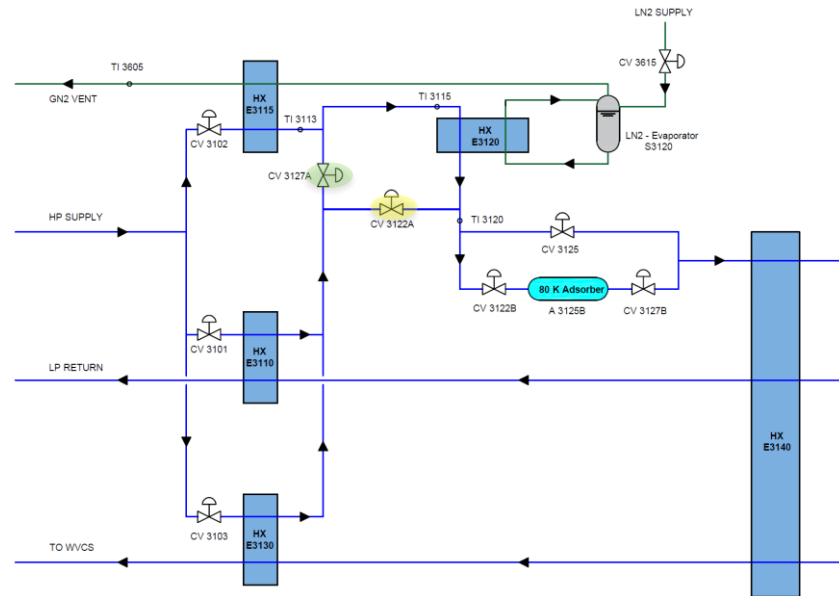 LN2 SUPPLY
TI 3605
CV 3615
HX
E3115
TI 3113
TI 3115
GN2 VENT
CV 3102
HX
E3120
LN2 - Evaporator
S3120
CV 3127A
HP SUPPLY
CV 3122A
TI 3120
CV 3125
80 K Adsorber
CV 3122B
A 3125B
CV 3127B
CV 3101
HX
E3110
LP RETURN
HX
E3140
CV 3103
HX
E3130
TO WVCS